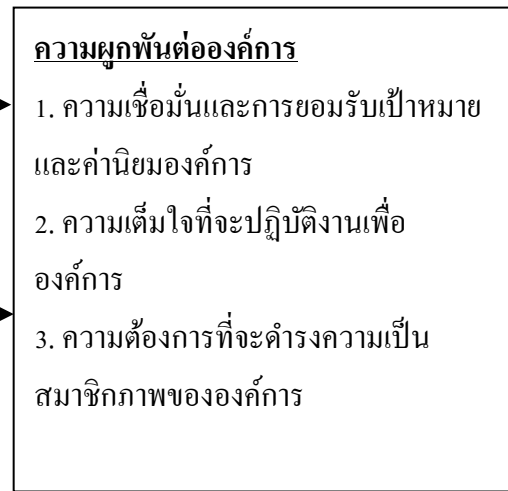 ความผูกพันต่อองค์การ
1. ความเชื่อมั่นและการยอมรับเป้าหมาย
และค่านิยมองค์การ
2. ความเต็มใจที่จะปฏิบัติงานเพื่อ
องค์การ
3. ความต้องการที่จะดำรงความเป็น
สมาชิกภาพขององค์การ